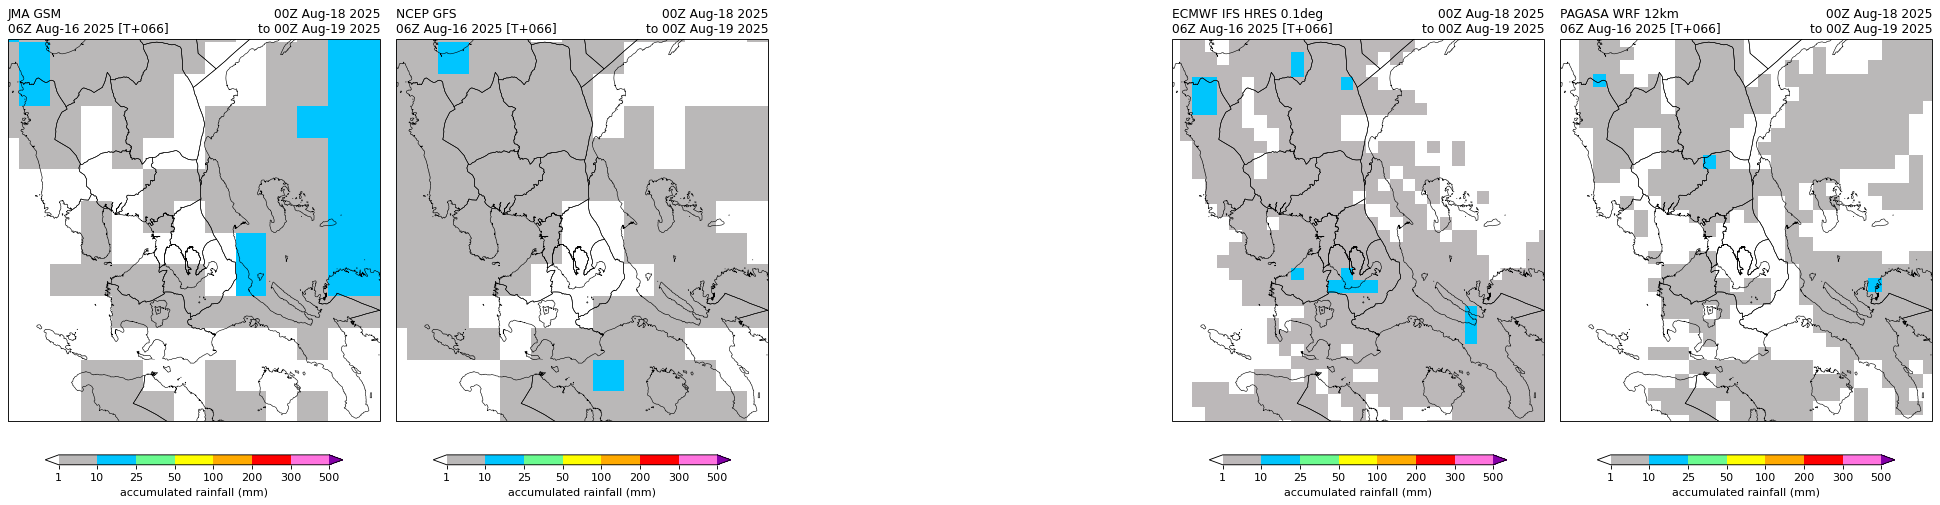 JMA GSM 00Z Aug-18 2025
06Z Aug-16 2025 [T+066] to 00Z Aug-19 2025
1 10 25 50 100 200 300 500
accumulated rainfall (mm)
NCEP GFS 00Z Aug-18 2025
06Z Aug-16 2025 [T+066] to 00Z Aug-19 2025
1 10 25 50 100 200 300 500
accumulated rainfall (mm)
ECMWF IFS HRES 0.1deg 00Z Aug-18 2025
06Z Aug-16 2025 [T+066] to 00Z Aug-19 2025
1 10 25 50 100 200 300 500
accumulated rainfall (mm)
PAGASA WRF 12km 00Z Aug-18 2025
06Z Aug-16 2025 [T+066] to 00Z Aug-19 2025
1 10 25 50 100 200 300 500
accumulated rainfall (mm)